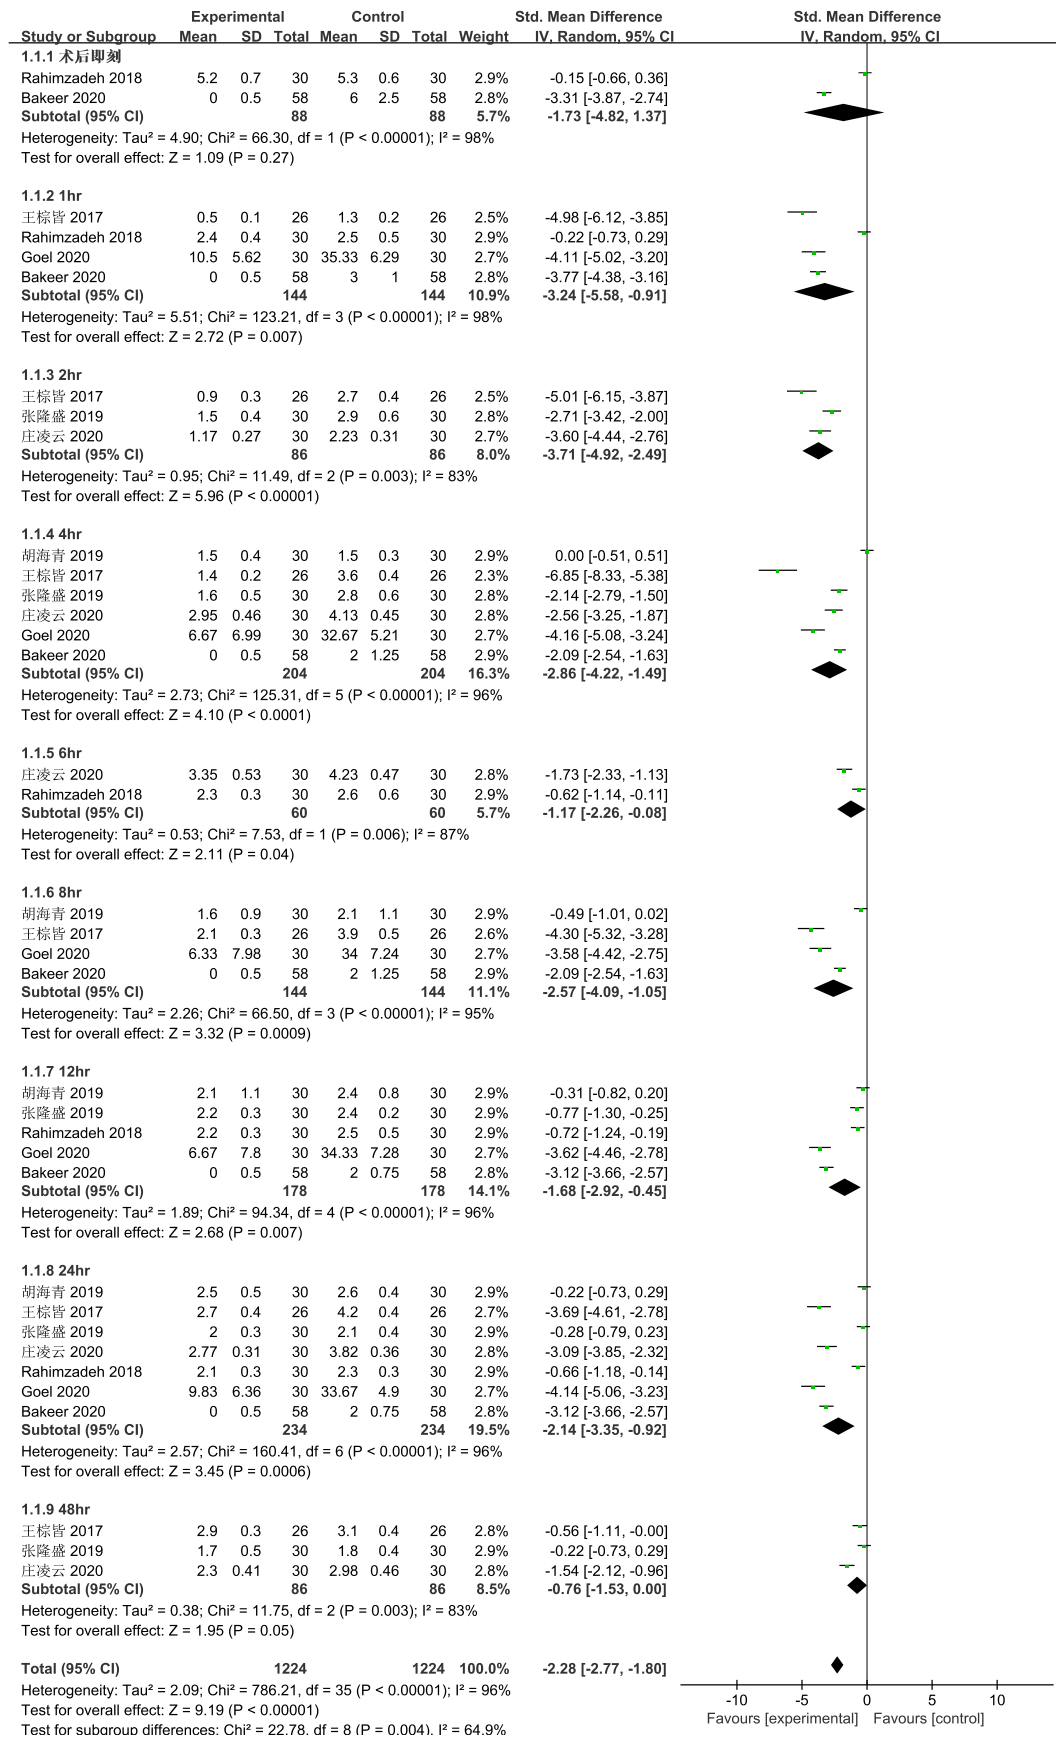 Experimental Control Std. Mean Difference Std. Mean Difference
Study or Subgroup Mean SD Total Mean SD Total Weight IV, Random, 95% CI IV, Random, 95% CI
1.1.1 术后即刻
Rahimzadeh 2018 5.2 0.7 30 5.3 0.6 30 2.9% -0.15 [-0.66, 0.36]
Bakeer 2020 0 0.5 58 6 2.5 58 2.8% -3.31 [-3.87, -2.74]
Subtotal (95% CI) 88 88 5.7% -1.73 [-4.82, 1.37]
Heterogeneity: Tau² = 4.90; Chi² = 66.30, df = 1 (P < 0.00001); I² = 98%
Test for overall effect: Z = 1.09 (P = 0.27)
1.1.2 1hr
王棕皆 2017 0.5 0.1 26 1.3 0.2 26 2.5% -4.98 [-6.12, -3.85]
Rahimzadeh 2018 2.4 0.4 30 2.5 0.5 30 2.9% -0.22 [-0.73, 0.29]
Goel 2020 10.5 5.62 30 35.33 6.29 30 2.7% -4.11 [-5.02, -3.20]
Bakeer 2020 0 0.5 58 3 1 58 2.8% -3.77 [-4.38, -3.16]
Subtotal (95% CI) 144 144 10.9% -3.24 [-5.58, -0.91]
Heterogeneity: Tau² = 5.51; Chi² = 123.21, df = 3 (P < 0.00001); I² = 98%
Test for overall effect: Z = 2.72 (P = 0.007)
1.1.3 2hr
王棕皆 2017 0.9 0.3 26 2.7 0.4 26 2.5% -5.01 [-6.15, -3.87]
张隆盛 2019 1.5 0.4 30 2.9 0.6 30 2.8% -2.71 [-3.42, -2.00]
庄凌云 2020 1.17 0.27 30 2.23 0.31 30 2.7% -3.60 [-4.44, -2.76]
Subtotal (95% CI) 86 86 8.0% -3.71 [-4.92, -2.49]
Heterogeneity: Tau² = 0.95; Chi² = 11.49, df = 2 (P = 0.003); I² = 83%
Test for overall effect: Z = 5.96 (P < 0.00001)
1.1.4 4hr
胡海青 2019 1.5 0.4 30 1.5 0.3 30 2.9% 0.00 [-0.51, 0.51]
王棕皆 2017 1.4 0.2 26 3.6 0.4 26 2.3% -6.85 [-8.33, -5.38]
张隆盛 2019 1.6 0.5 30 2.8 0.6 30 2.8% -2.14 [-2.79, -1.50]
庄凌云 2020 2.95 0.46 30 4.13 0.45 30 2.8% -2.56 [-3.25, -1.87]
Goel 2020 6.67 6.99 30 32.67 5.21 30 2.7% -4.16 [-5.08, -3.24]
Bakeer 2020 0 0.5 58 2 1.25 58 2.9% -2.09 [-2.54, -1.63]
Subtotal (95% CI) 204 204 16.3% -2.86 [-4.22, -1.49]
Heterogeneity: Tau² = 2.73; Chi² = 125.31, df = 5 (P < 0.00001); I² = 96%
Test for overall effect: Z = 4.10 (P < 0.0001)
1.1.5 6hr
庄凌云 2020 3.35 0.53 30 4.23 0.47 30 2.8% -1.73 [-2.33, -1.13]
Rahimzadeh 2018 2.3 0.3 30 2.6 0.6 30 2.9% -0.62 [-1.14, -0.11]
Subtotal (95% CI) 60 60 5.7% -1.17 [-2.26, -0.08]
Heterogeneity: Tau² = 0.53; Chi² = 7.53, df = 1 (P = 0.006); I² = 87%
Test for overall effect: Z = 2.11 (P = 0.04)
1.1.6 8hr
胡海青 2019 1.6 0.9 30 2.1 1.1 30 2.9% -0.49 [-1.01, 0.02]
王棕皆 2017 2.1 0.3 26 3.9 0.5 26 2.6% -4.30 [-5.32, -3.28]
Goel 2020 6.33 7.98 30 34 7.24 30 2.7% -3.58 [-4.42, -2.75]
Bakeer 2020 0 0.5 58 2 1.25 58 2.9% -2.09 [-2.54, -1.63]
Subtotal (95% CI) 144 144 11.1% -2.57 [-4.09, -1.05]
Heterogeneity: Tau² = 2.26; Chi² = 66.50, df = 3 (P < 0.00001); I² = 95%
Test for overall effect: Z = 3.32 (P = 0.0009)
1.1.7 12hr
胡海青 2019 2.1 1.1 30 2.4 0.8 30 2.9% -0.31 [-0.82, 0.20]
张隆盛 2019 2.2 0.3 30 2.4 0.2 30 2.9% -0.77 [-1.30, -0.25]
Rahimzadeh 2018 2.2 0.3 30 2.5 0.5 30 2.9% -0.72 [-1.24, -0.19]
Goel 2020 6.67 7.8 30 34.33 7.28 30 2.7% -3.62 [-4.46, -2.78]
Bakeer 2020 0 0.5 58 2 0.75 58 2.8% -3.12 [-3.66, -2.57]
Subtotal (95% CI) 178 178 14.1% -1.68 [-2.92, -0.45]
Heterogeneity: Tau² = 1.89; Chi² = 94.34, df = 4 (P < 0.00001); I² = 96%
Test for overall effect: Z = 2.68 (P = 0.007)
1.1.8 24hr
胡海青 2019 2.5 0.5 30 2.6 0.4 30 2.9% -0.22 [-0.73, 0.29]
王棕皆 2017 2.7 0.4 26 4.2 0.4 26 2.7% -3.69 [-4.61, -2.78]
张隆盛 2019 2 0.3 30 2.1 0.4 30 2.9% -0.28 [-0.79, 0.23]
庄凌云 2020 2.77 0.31 30 3.82 0.36 30 2.8% -3.09 [-3.85, -2.32]
Rahimzadeh 2018 2.1 0.3 30 2.3 0.3 30 2.9% -0.66 [-1.18, -0.14]
Goel 2020 9.83 6.36 30 33.67 4.9 30 2.7% -4.14 [-5.06, -3.23]
Bakeer 2020 0 0.5 58 2 0.75 58 2.8% -3.12 [-3.66, -2.57]
Subtotal (95% CI) 234 234 19.5% -2.14 [-3.35, -0.92]
Heterogeneity: Tau² = 2.57; Chi² = 160.41, df = 6 (P < 0.00001); I² = 96%
Test for overall effect: Z = 3.45 (P = 0.0006)
1.1.9 48hr
王棕皆 2017 2.9 0.3 26 3.1 0.4 26 2.8% -0.56 [-1.11, -0.00]
张隆盛 2019 1.7 0.5 30 1.8 0.4 30 2.9% -0.22 [-0.73, 0.29]
庄凌云 2020 2.3 0.41 30 2.98 0.46 30 2.8% -1.54 [-2.12, -0.96]
Subtotal (95% CI) 86 86 8.5% -0.76 [-1.53, 0.00]
Heterogeneity: Tau² = 0.38; Chi² = 11.75, df = 2 (P = 0.003); I² = 83%
Test for overall effect: Z = 1.95 (P = 0.05)
Total (95% CI) 1224 1224 100.0% -2.28 [-2.77, -1.80]
Heterogeneity: Tau² = 2.09; Chi² = 786.21, df = 35 (P < 0.00001); I² = 96%
Test for overall effect: Z = 9.19 (P < 0.00001)
Test for subgroup differences: Chi² = 22.78, df = 8 (P = 0.004), I² = 64.9%
-10 -5 0 5 10
Favours [experimental] Favours [control]